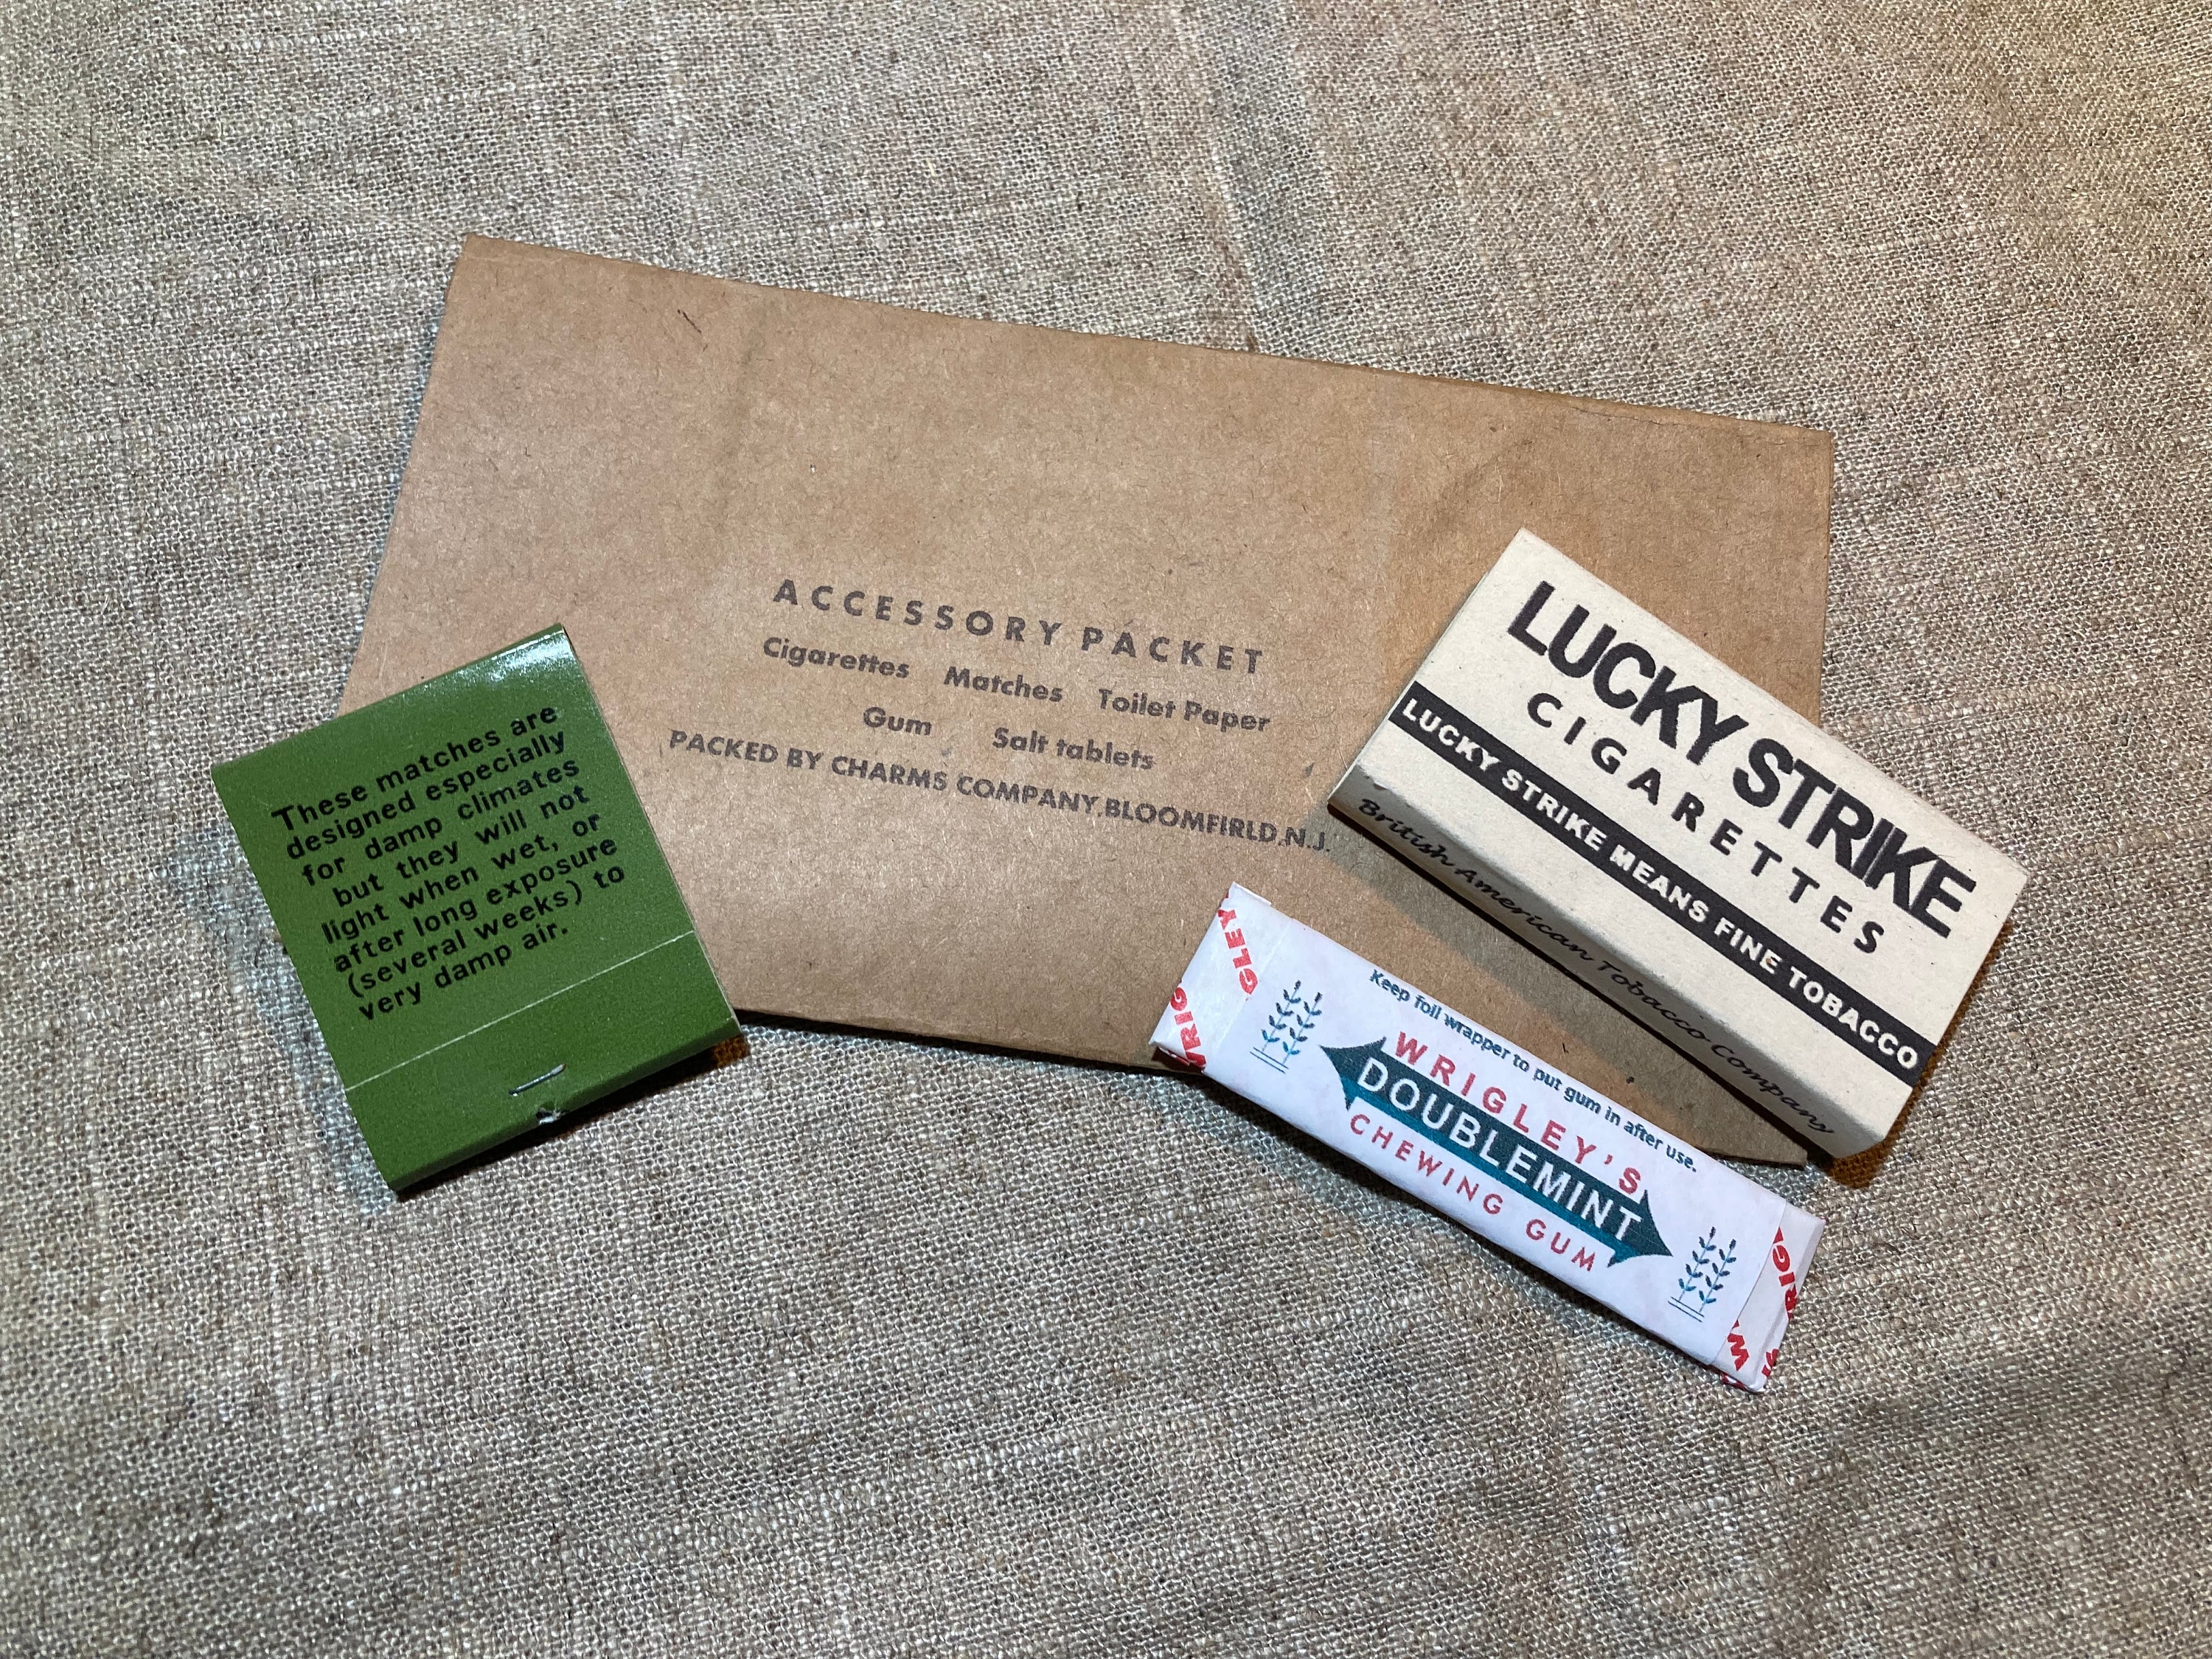 ACCESSORY PACKET
Cigarettes Matches Toilet Paper
Gum Salt tablets
PACKED BY CHARMS COMPANY.BLOOMFIRLD.N.J.
These matches are
designed especially
for damp climates
but they will not
light when wet, or
after long exposure
(several weeks) to
very damp air.
LUCKY STRIKE
CIGARETTES
LUCKY STRIKE MEANS FINE TOBACCO
British American Tobacco Company
Keep foil wrapper to put gum in after use.
WRIGLEY'S
DOUBLEMINT
CHEWING GUM